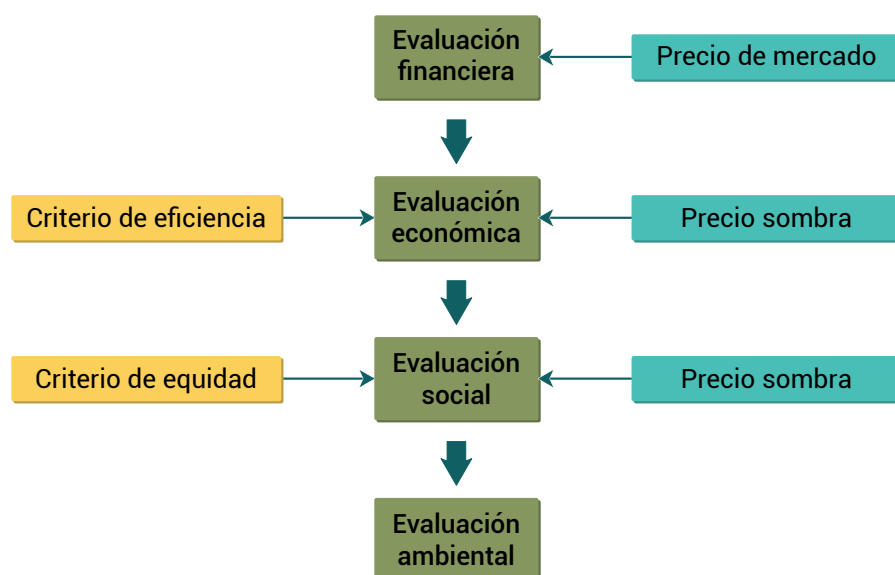 Evaluación
financiera
Precio de mercado
Criterio de eficiencia
Evaluación
económica
Precio sombra
Criterio de equidad
Evaluación
social
Precio sombra
Evaluación
ambiental